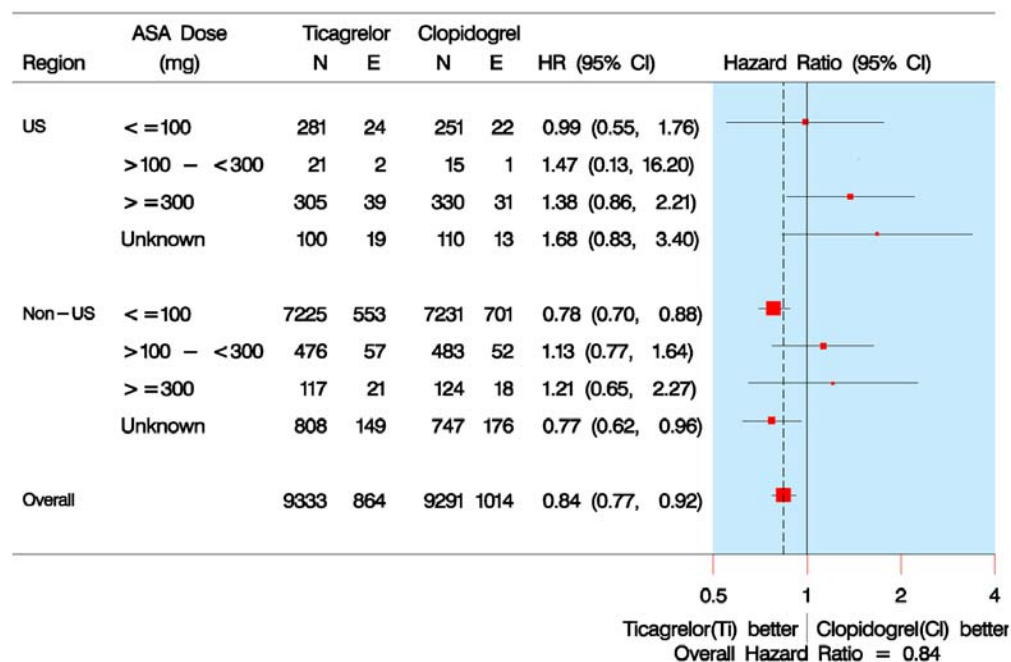 ASA Dose Ticagrelor Clopidogrel
Region (mg) N E N E HR (95% CI) Hazard Ratio (95% CI)
US <=100 281 24 251 22 0.99 (0.55, 1.76)
>100 - <300 21 2 15 1 1.47 (0.13, 16.20)
>=300 305 39 330 31 1.38 (0.86, 2.21)
Unknown 100 19 110 13 1.68 (0.83, 3.40)
Non-US <=100 7225 553 7231 701 0.78 (0.70, 0.88)
>100 - <300 476 57 483 52 1.13 (0.77, 1.64)
>=300 117 21 124 18 1.21 (0.65, 2.27)
Unknown 808 149 747 176 0.77 (0.62, 0.96)
Overall 9333 864 9291 1014 0.84 (0.77, 0.92)
0.5 1 2 4
Ticagrelor(Ti) better Clopidogrel(Cl) better
Overall Hazard Ratio = 0.84